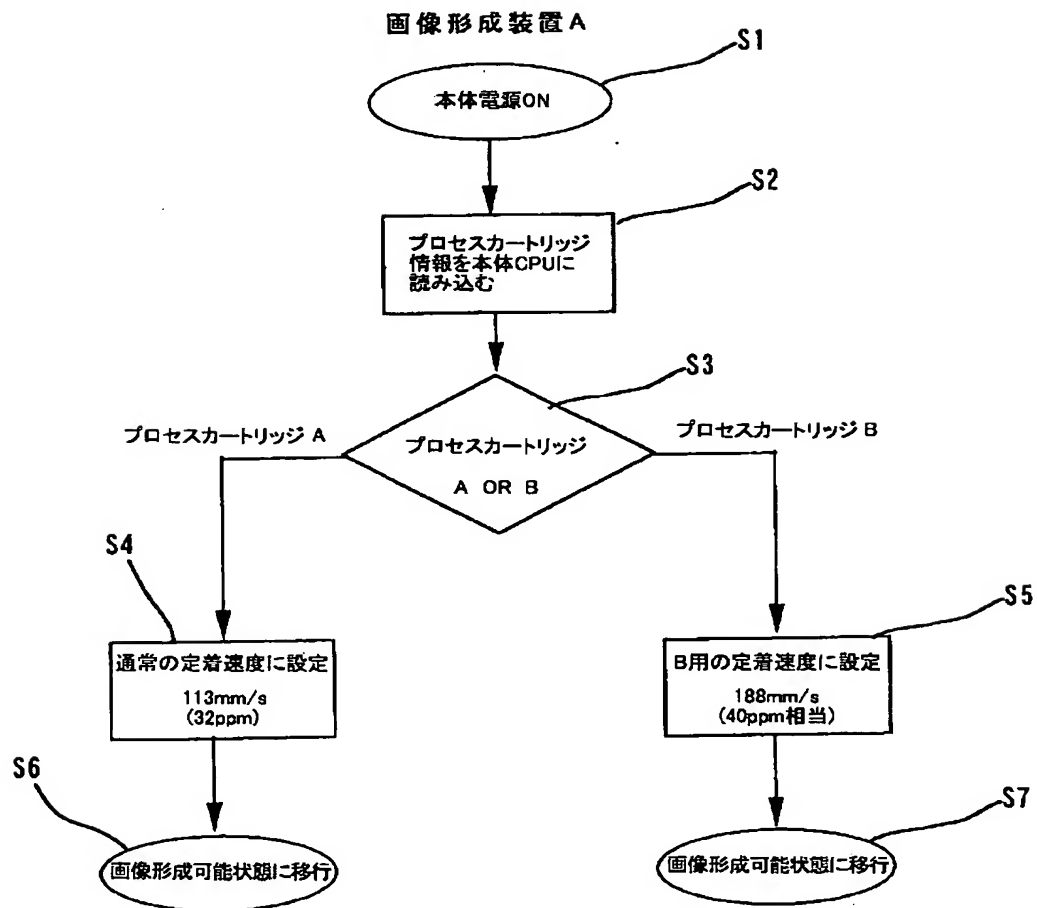 画像形成装置A
S1
本体電源ON
S2
プロセスカートリッジ
情報を本体CPUに
読み込む
S3
プロセスカートリッジ A
プロセスカートリッジ
A OR B
プロセスカートリッジ B
S4
通常の定着速度に設定
113mm/s
(32ppm)
S5
B用の定着速度に設定
188mm/s
(40ppm相当)
S6
画像形成可能状態に移行
S7
画像形成可能状態に移行